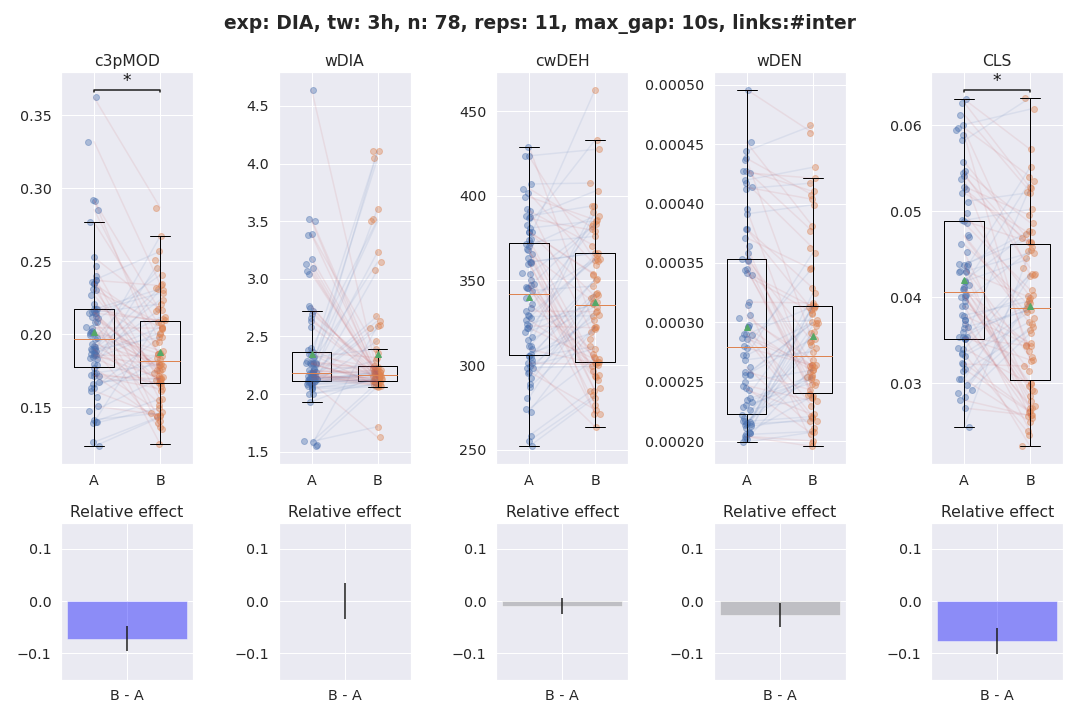 exp: DIA, tw: 3h, n: 78, reps: 11, max_gap: 10s, links:#inter
c3pMOD wDIA cwDEH wDEN CLS
* *
0.35 0.30 0.25 0.20 0.15
4.5 4.0 3.5 3.0 2.5 2.0 1.5
450 400 350 300 250
0.00050 0.00045 0.00040 0.00035 0.00030 0.00025 0.00020
0.06 0.05 0.04 0.03
A B A B A B A B A B
Relative effect Relative effect Relative effect Relative effect Relative effect
0.1 0.1 0.1 0.1 0.1
0.0 0.0 0.0 0.0 0.0
−0.1 −0.1 −0.1 −0.1 −0.1
B - A B - A B - A B - A B - A